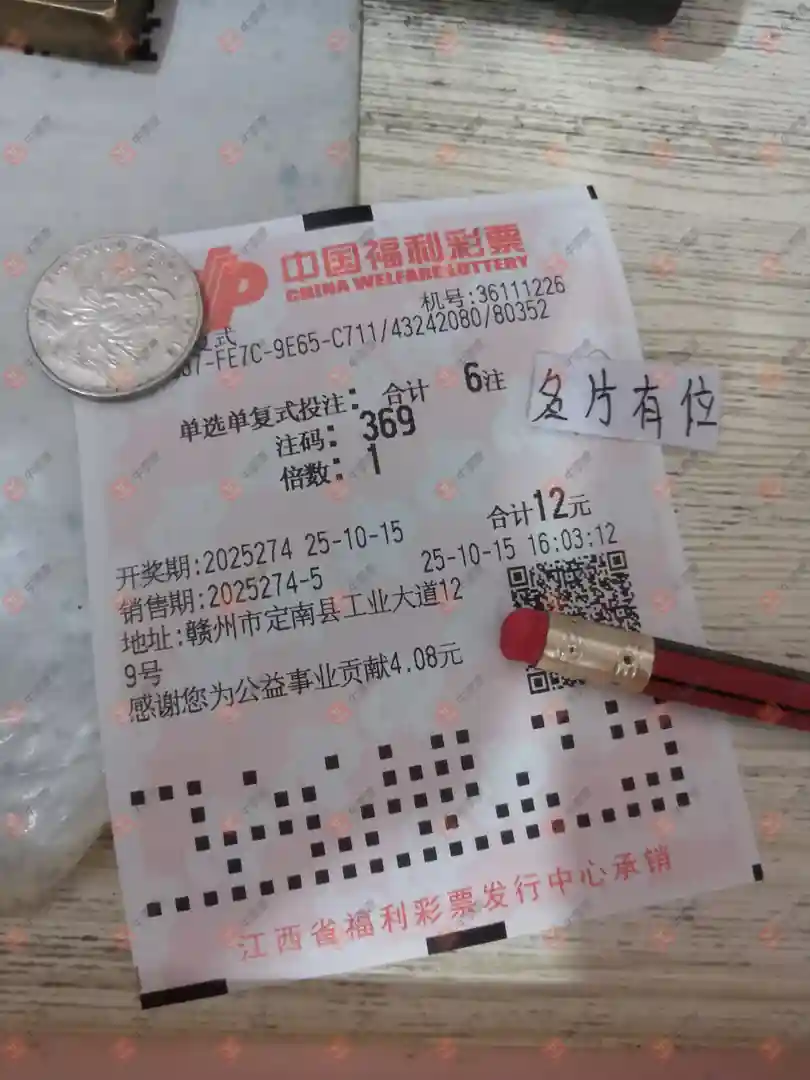 中国福利彩票
CHINA WELFARE LOTTERY
机号:36111226
复式
67-FE7C-9E65-C711/43242080/80352
单选单复式投注: 合计 6注
名片有位
注码: 369
倍数: 1
合计12元
开奖期:2025274 25-10-15
销售期:2025274-5 25-10-15 16:03:12
地址:赣州市定南县工业大道12
9号
感谢您为公益事业贡献4.08元
江西省福利彩票发行中心承销